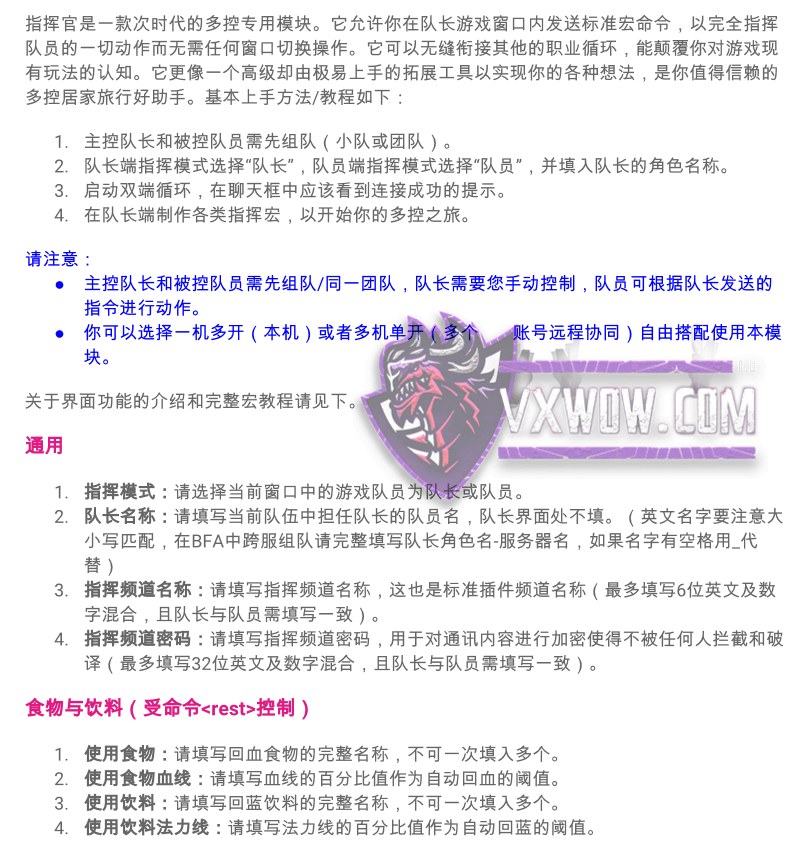 指挥官是一款次时代的多控专用模块。它允许你在队长游戏窗口内发送标准宏命令，以完全指挥
队员的一切动作而无需任何窗口切换操作。它可以无缝衔接其他的职业循环，能颠覆你对游戏现
有玩法的认知。它更像一个高级却由极易上手的拓展工具以实现你的各种想法，是你值得信赖的
多控居家旅行好助手。基本上手方法/教程如下：
1. 主控队长和被控队员需先组队（小队或团队）。
2. 队长端指挥模式选择“队长”，队员端指挥模式选择“队员”，并填入队长的角色名称。
3. 启动双端循环，在聊天框中应该看到连接成功的提示。
4. 在队长端制作各类指挥宏，以开始你的多控之旅。
请注意：
● 主控队长和被控队员需先组队/同一团队，队长需要您手动控制，队员可根据队长发送的
指令进行动作。
● 你可以选择一机多开（本机）或者多机单开（多个 账号远程协同）自由搭配使用本模
块。
关于界面功能的介绍和完整宏教程请见下。
VXWOW.COM
通用
1. 指挥模式：请选择当前窗口中的游戏队员为队长或队员。
2. 队长名称：请填写当前队伍中担任队长的队员名，队长界面处不填。（英文名字要注意大
小写匹配，在BFA中跨服组队请完整填写队长角色名-服务器名，如果名字有空格用_代
替）
3. 指挥频道名称：请填写指挥频道名称，这也是标准插件频道名称（最多填写6位英文及数
字混合，且队长与队员需填写一致）。
4. 指挥频道密码：请填写指挥频道密码，用于对通讯内容进行加密使得不被任何人拦截和破
译（最多填写32位英文及数字混合，且队长与队员需填写一致）。
食物与饮料（受命令<rest>控制）
1. 使用食物：请填写回血食物的完整名称，不可一次填入多个。
2. 使用食物血线：请填写血线的百分比值作为自动回血的阈值。
3. 使用饮料：请填写回蓝饮料的完整名称，不可一次填入多个。
4. 使用饮料法力线：请填写法力线的百分比值作为自动回蓝的阈值。